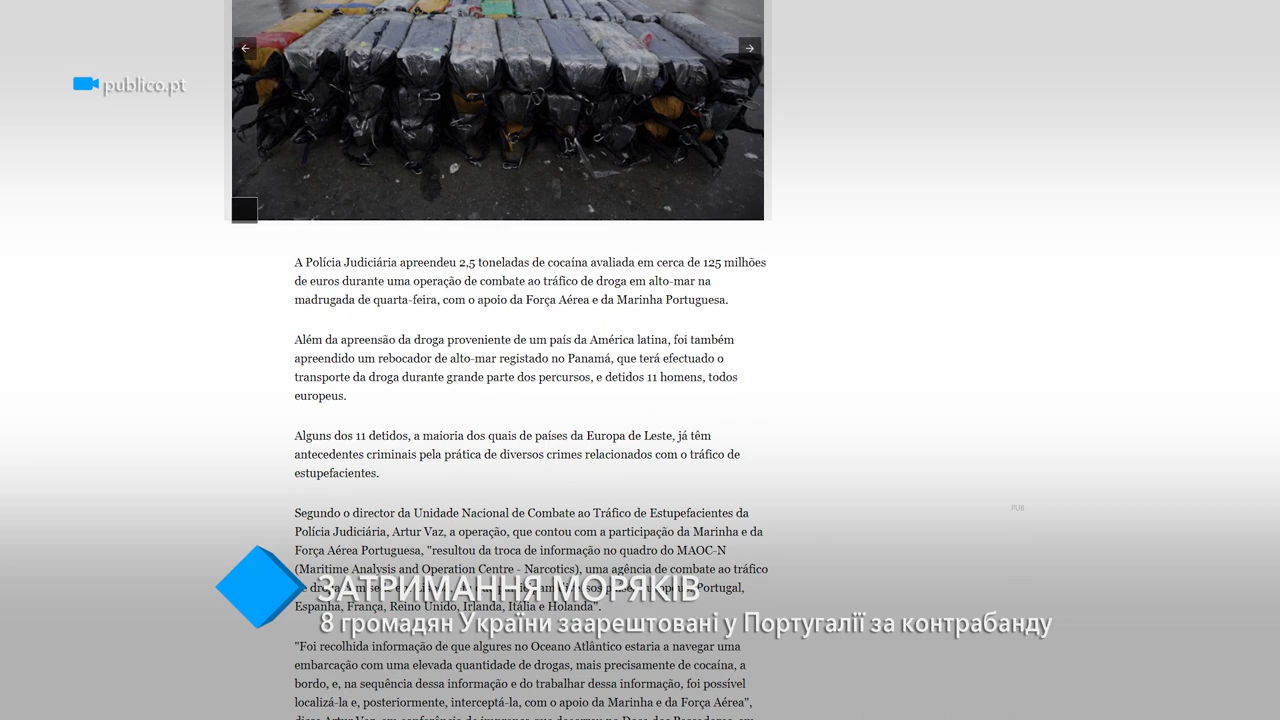 publico.pt
A Polícia Judiciária apreendeu 2,5 toneladas de cocaína avaliada em cerca de 125 milhões
de euros durante uma operação de combate ao tráfico de droga em alto-mar na
madrugada de quarta-feira, com o apoio da Força Aérea e da Marinha Portuguesa.
Além da apreensão da droga proveniente de um país da América latina, foi também
apreendido um rebocador de alto-mar registado no Panamá, que terá efectuado o
transporte da droga durante grande parte dos percursos, e detidos 11 homens, todos
europeus.
Alguns dos 11 detidos, a maioria dos quais de países da Europa de Leste, já têm
antecedentes criminais pela prática de diversos crimes relacionados com o tráfico de
estupefacientes.
PUB
Segundo o director da Unidade Nacional de Combate ao Tráfico de Estupefacientes da
Polícia Judiciária, Artur Vaz, a operação, que contou com a participação da Marinha e da
Força Aérea Portuguesa, "resultou da troca de informação no quadro do MAOC-N
(Maritime Analysis and Operation Centre - Narcotics), uma agência de combate ao tráfico
Portugal,
Espanha, França, Reino Unido, Irlanda, Itália e Holanda".
ЗАТРИМАННЯ МОРЯКІВ
8 громадян України заарештовані у Португалії за контрабанду
"Foi recolhida informação de que algures no Oceano Atlântico estaria a navegar uma
embarcação com uma elevada quantidade de drogas, mais precisamente de cocaína, a
bordo, e, na sequência dessa informação e do trabalhar dessa informação, foi possível
localizá-la e, posteriormente, interceptá-la, com o apoio da Marinha e da Força Aérea",